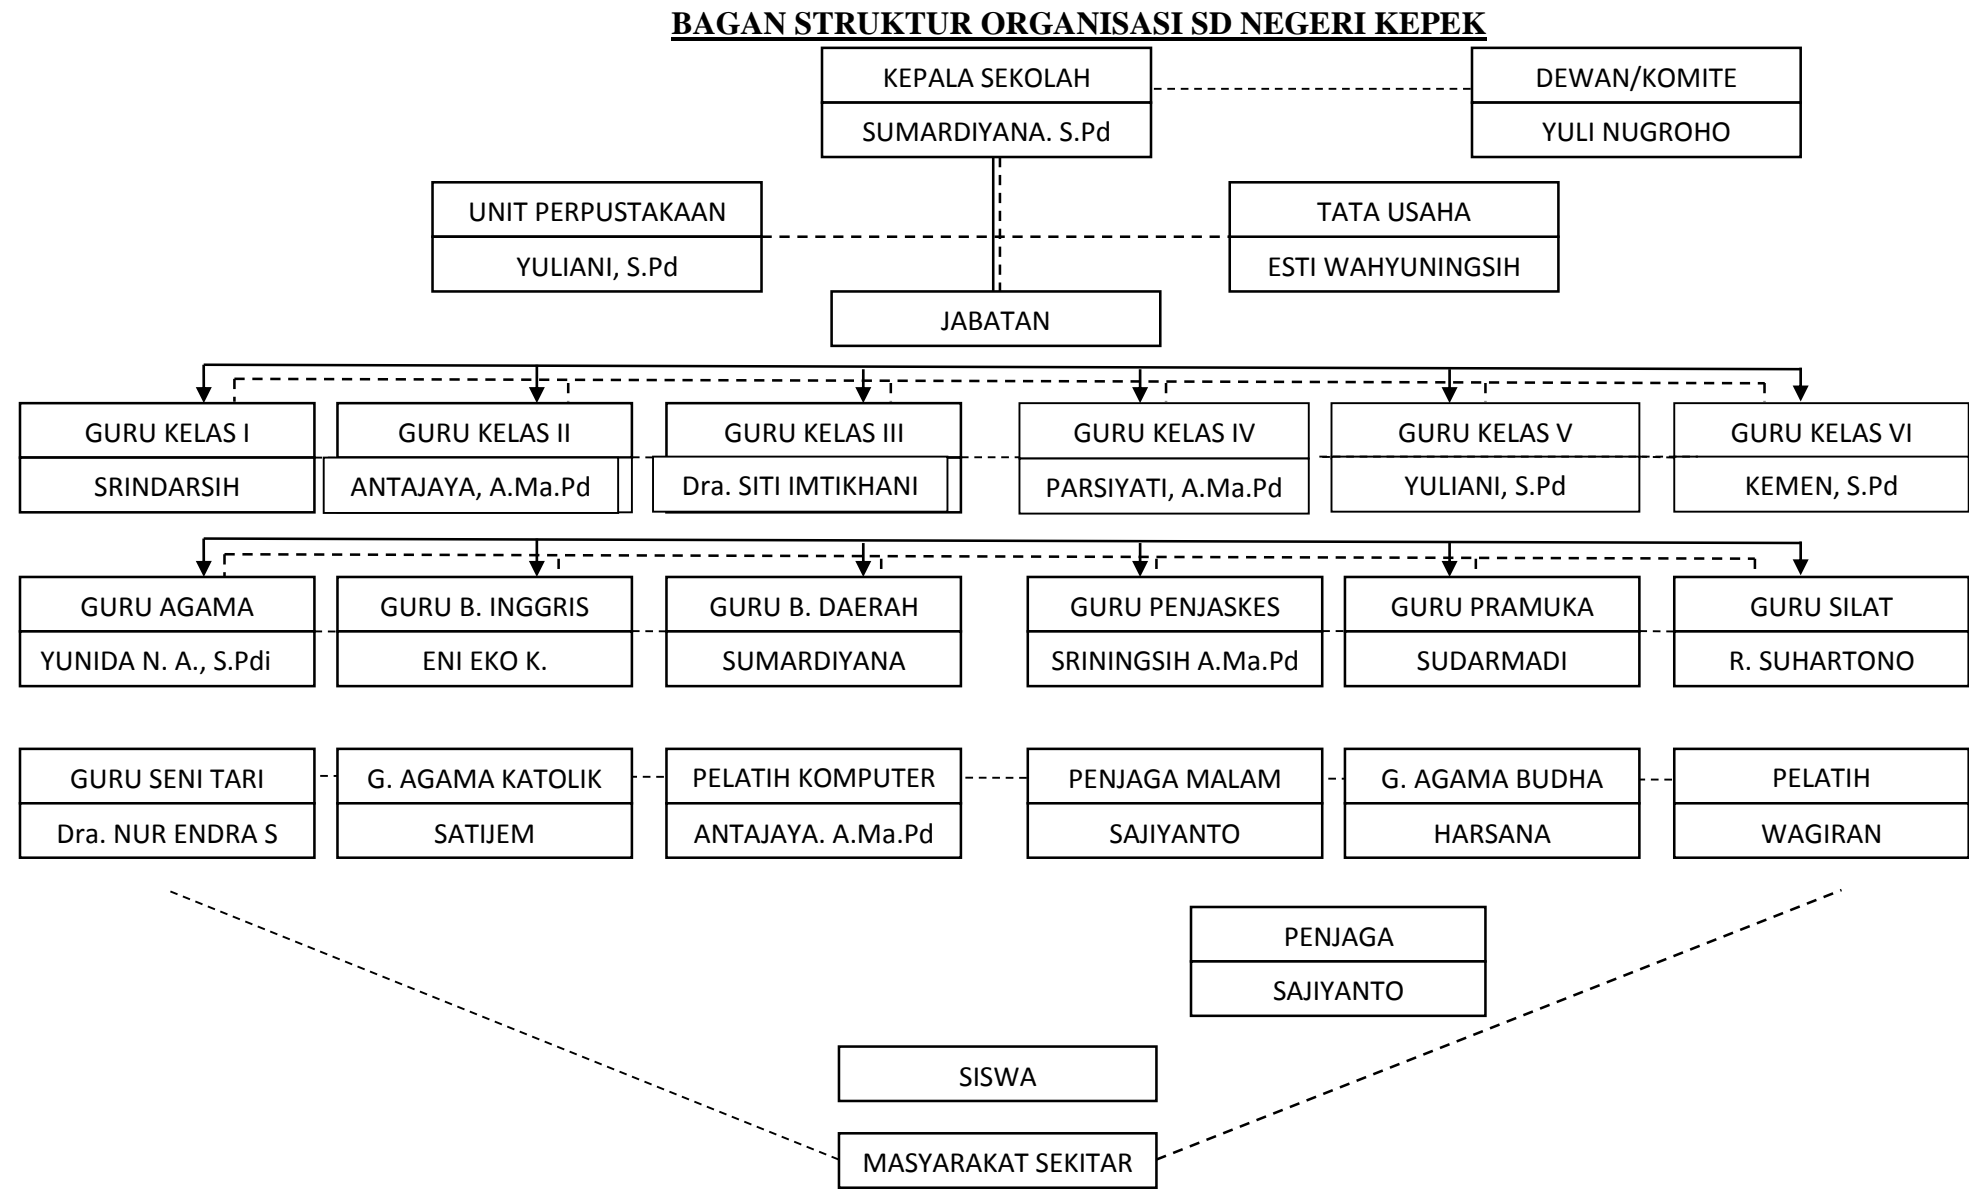 BAGAN STRUKTUR ORGANISASI SD NEGERI KEPEK
KEPALA SEKOLAH
SUMARDIYANA. S.Pd
DEWAN/KOMITE
YULI NUGROHO
UNIT PERPUSTAKAAN
YULIANI, S.Pd
TATA USAHA
ESTI WAHYUNINGSIH
JABATAN
GURU KELAS I
SRINDARSIH
GURU KELAS II
ANTAJAYA, A.Ma.Pd
GURU KELAS III
Dra. SITI IMTIKHANI
GURU KELAS IV
PARSIYATI, A.Ma.Pd
GURU KELAS V
YULIANI, S.Pd
GURU KELAS VI
KEMEN, S.Pd
GURU AGAMA
YUNIDA N. A., S.Pdi
GURU B. INGGRIS
ENI EKO K.
GURU B. DAERAH
SUMARDIYANA
GURU PENJASKES
SRININGSIH A.Ma.Pd
GURU PRAMUKA
SUDARMADI
GURU SILAT
R. SUHARTONO
GURU SENI TARI
Dra. NUR ENDRA S
G. AGAMA KATOLIK
SATIJEM
PELATIH KOMPUTER
ANTAJAYA. A.Ma.Pd
PENJAGA MALAM
SAJIYANTO
G. AGAMA BUDHA
HARSANA
PELATIH
WAGIRAN
PENJAGA
SAJIYANTO
SISWA
MASYARAKAT SEKITAR